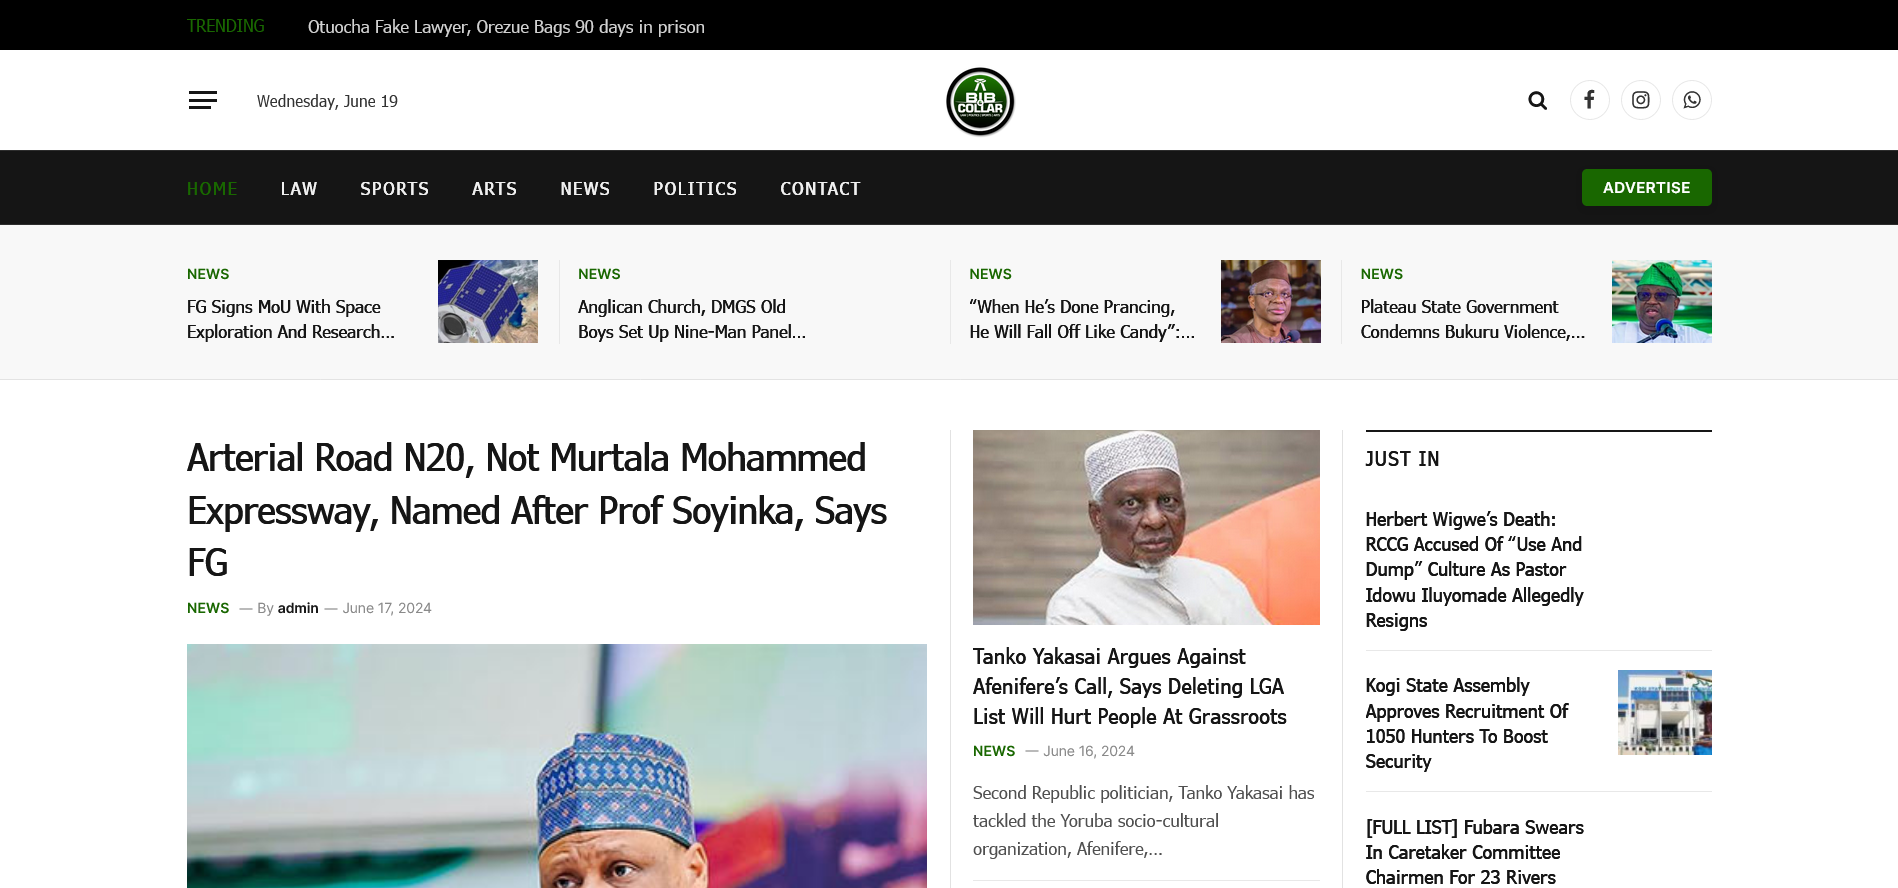 TRENDING
Otuocha Fake Lawyer, Orezue Bags 90 days in prison
Wednesday, June 19
BIB
&
COLLAR
HOME LAW SPORTS ARTS NEWS POLITICS CONTACT
ADVERTISE
NEWS
FG Signs MoU With Space
Exploration And Research...
NEWS
Anglican Church, DMGS Old
Boys Set Up Nine-Man Panel...
NEWS
“When He’s Done Prancing,
He Will Fall Off Like Candy”:...
NEWS
Plateau State Government
Condemns Bukuru Violence,...
Arterial Road N20, Not Murtala Mohammed
Expressway, Named After Prof Soyinka, Says
FG
NEWS — By admin — June 17, 2024
Tanko Yakasai Argues Against
Afenifere’s Call, Says Deleting LGA
List Will Hurt People At Grassroots
NEWS — June 16, 2024
Second Republic politician, Tanko Yakasai has
tackled the Yoruba socio-cultural
organization, Afenifere,...
JUST IN
Herbert Wigwe’s Death:
RCCG Accused Of “Use And
Dump” Culture As Pastor
Idowu Iluyomade Allegedly
Resigns
Kogi State Assembly
Approves Recruitment Of
1050 Hunters To Boost
Security
[FULL LIST] Fubara Swears
In Caretaker Committee
Chairmen For 23 Rivers